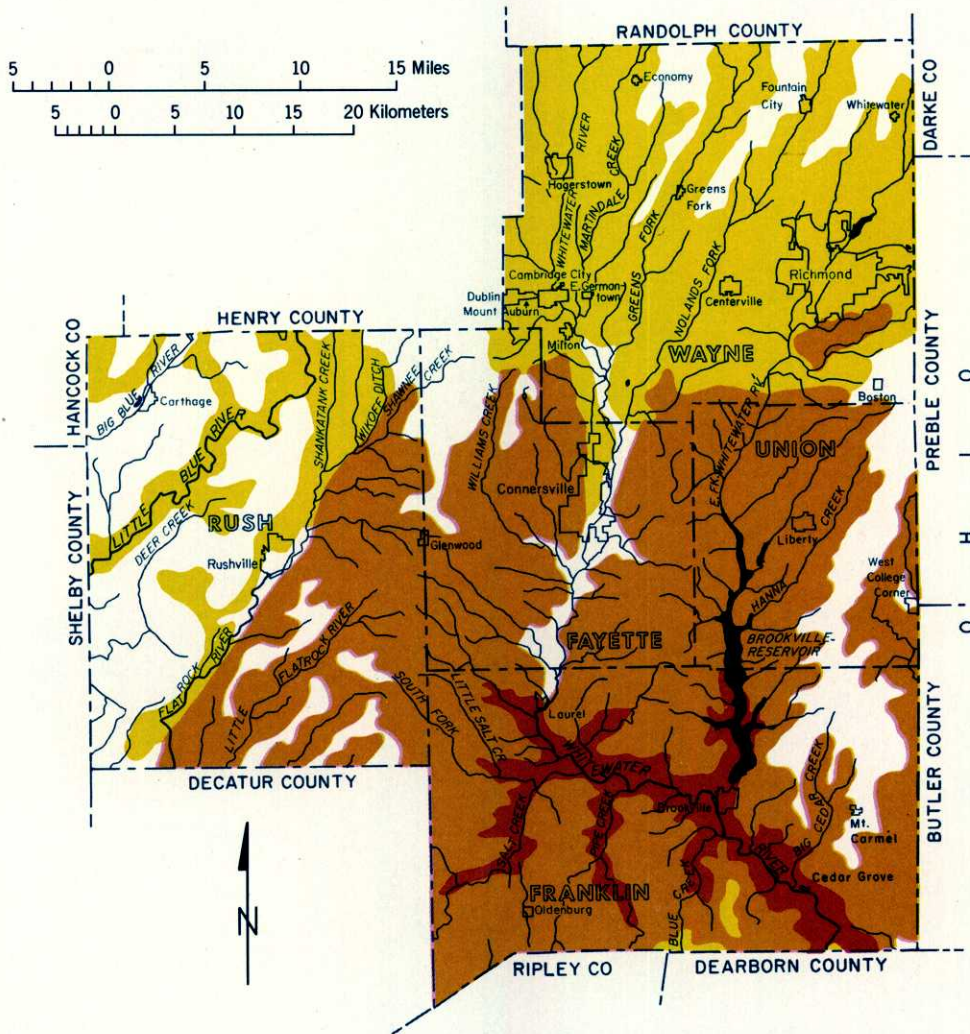 RANDOLPH COUNTY
5 0 5 10 15 Miles
5 0 5 10 15 20 Kilometers
DARKE CO
Economy
Fountain
City
Whitewater
Hagerstown
WHITEWATER RIVER
MARTINDALE CREEK
Greens
Fork
GREENS FORK
NOLANDS FORK
Cambridge City
E. German-
town
Dublin
Mount Auburn
Milton
Centerville
Richmond
WAYNE
Boston
PREBLE COUNTY
OHIO
HENRY COUNTY
HANCOCK CO
BIG BLUE RIVER
Carthage
LITTLE BLUE RIVER
SHANKATANK CREEK
WIKOFF DITCH
SHAWNEE CREEK
WILLIAMS CREEK
E. FK. WHITEWATER RV.
UNION
Connersville
SHELBY COUNTY
DEER CREEK
RUSH
Rushville
Glenwood
Liberty
HANNA CREEK
West
College
Corner
FAYETTE
BROOKVILLE
RESERVOIR
FLATROCK RIVER
LITTLE FLATROCK RIVER
SOUTH FORK
LITTLE SALT CR.
Laurel
WHITEWATER RIVER
DECATUR COUNTY
BUTLER COUNTY
Brookville
BIG CEDAR CREEK
Mt.
Carmel
SALT CREEK
PIPE CREEK
Cedar Grove
FRANKLIN
Oldenburg
BLUE CREEK
N
RIPLEY CO
DEARBORN COUNTY